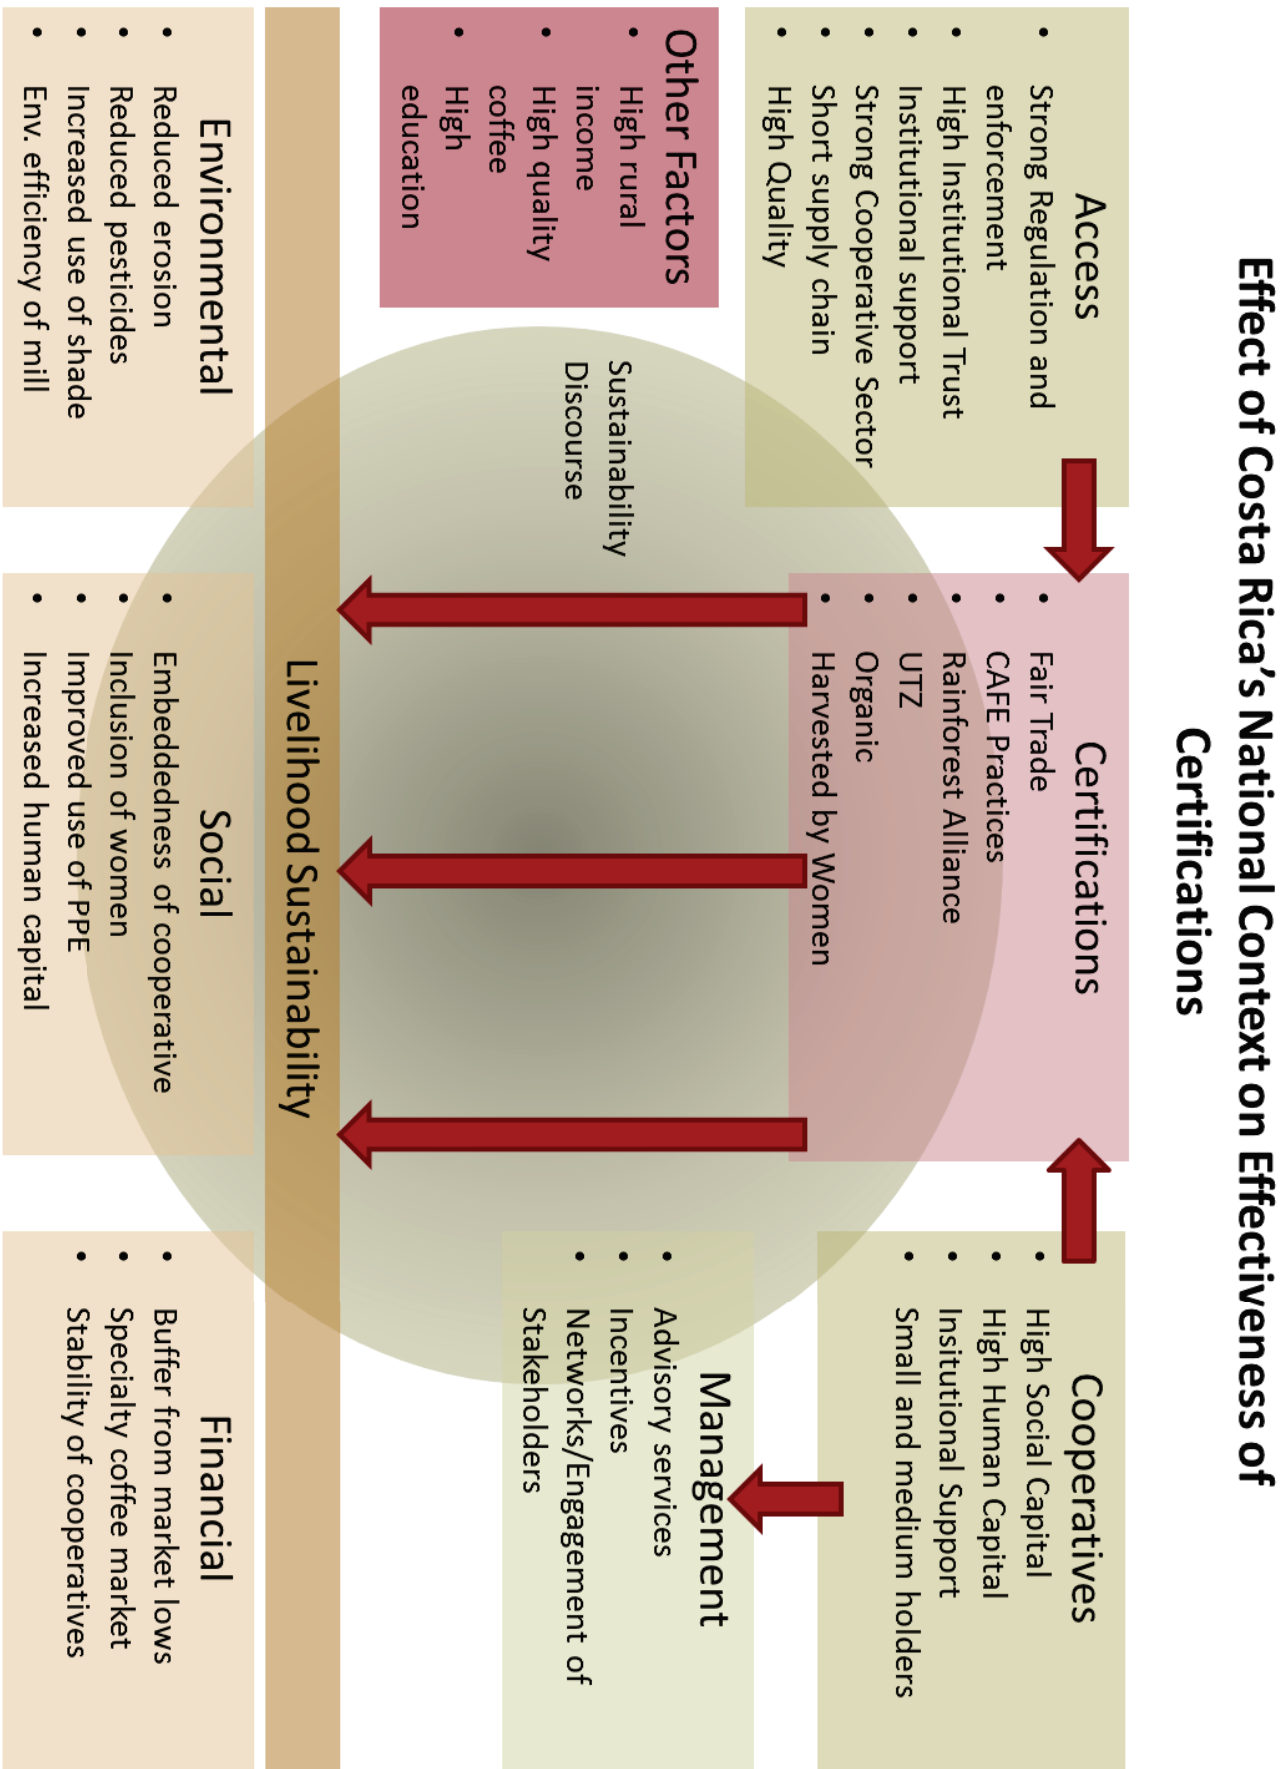 Effect of Costa Rica’s National Context on Effectiveness of
Certifications
Access
• Strong Regulation and
enforcement
• High Institutional Trust
• Institutional support
• Strong Cooperative Sector
• Short supply chain
• High Quality
Certifications
• Fair Trade
• CAFE Practices
• Rainforest Alliance
• UTZ
• Organic
• Harvested by Women
Cooperatives
• High Social Capital
• High Human Capital
• Insitutional Support
• Small and medium holders
Other Factors
• High rural
income
• High quality
coffee
• High
education
Sustainability
Discourse
Management
• Advisory services
• Incentives
• Networks/Engagement of
Stakeholders
Livelihood Sustainability
Environmental
• Reduced erosion
• Reduced pesticides
• Increased use of shade
• Env. efficiency of mill
Social
• Embeddedness of cooperative
• Inclusion of women
• Improved use of PPE
• Increased human capital
Financial
• Buffer from market lows
• Specialty coffee market
• Stability of cooperatives